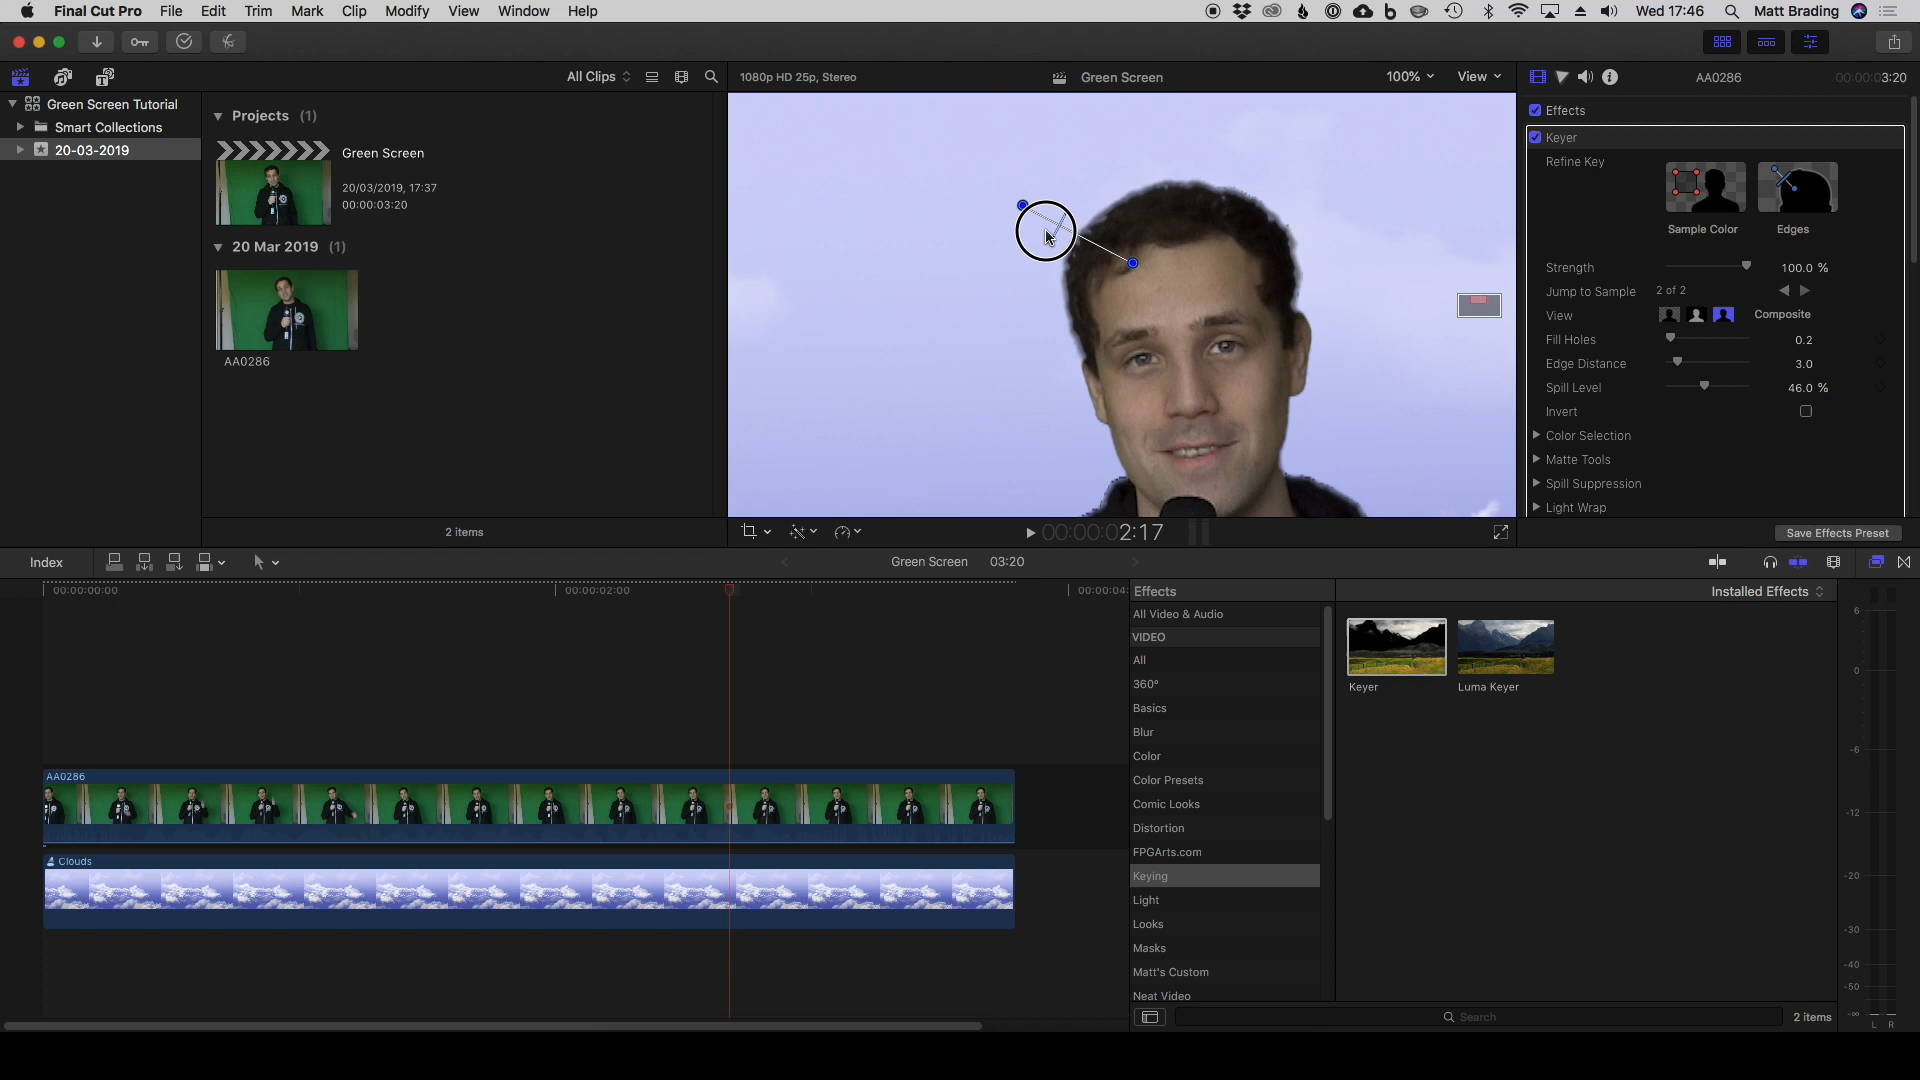 Final Cut Pro File Edit Trim Mark Clip Modify View Window Help Wed 17:46 Matt Brading
All Clips 1080p HD 25p, Stereo Green Screen 100% View AA0286 00:00:03:20
Green Screen Tutorial
Smart Collections
20-03-2019
Projects (1)
Green Screen
20/03/2019, 17:37
00:00:03:20
20 Mar 2019 (1)
AA0286
2 items
00:00:02:17
Effects
Keyer
Refine Key
Sample Color Edges
Strength 100.0 %
Jump to Sample 2 of 2
View Composite
Fill Holes 0.2
Edge Distance 3.0
Spill Level 46.0 %
Invert
Color Selection
Matte Tools
Spill Suppression
Light Wrap
Save Effects Preset
Index Green Screen 03:20
00:00:00:00 00:00:02:00 00:00:04:
AA0286
Clouds
Effects Installed Effects
All Video & Audio
VIDEO
All
360°
Basics
Blur
Color
Color Presets
Comic Looks
Distortion
FPGArts.com
Keying
Light
Looks
Masks
Matt's Custom
Neat Video
Keyer Luma Keyer
Search 2 items
6
0
-6
-12
-20
-30
-40
-50
-∞
L R